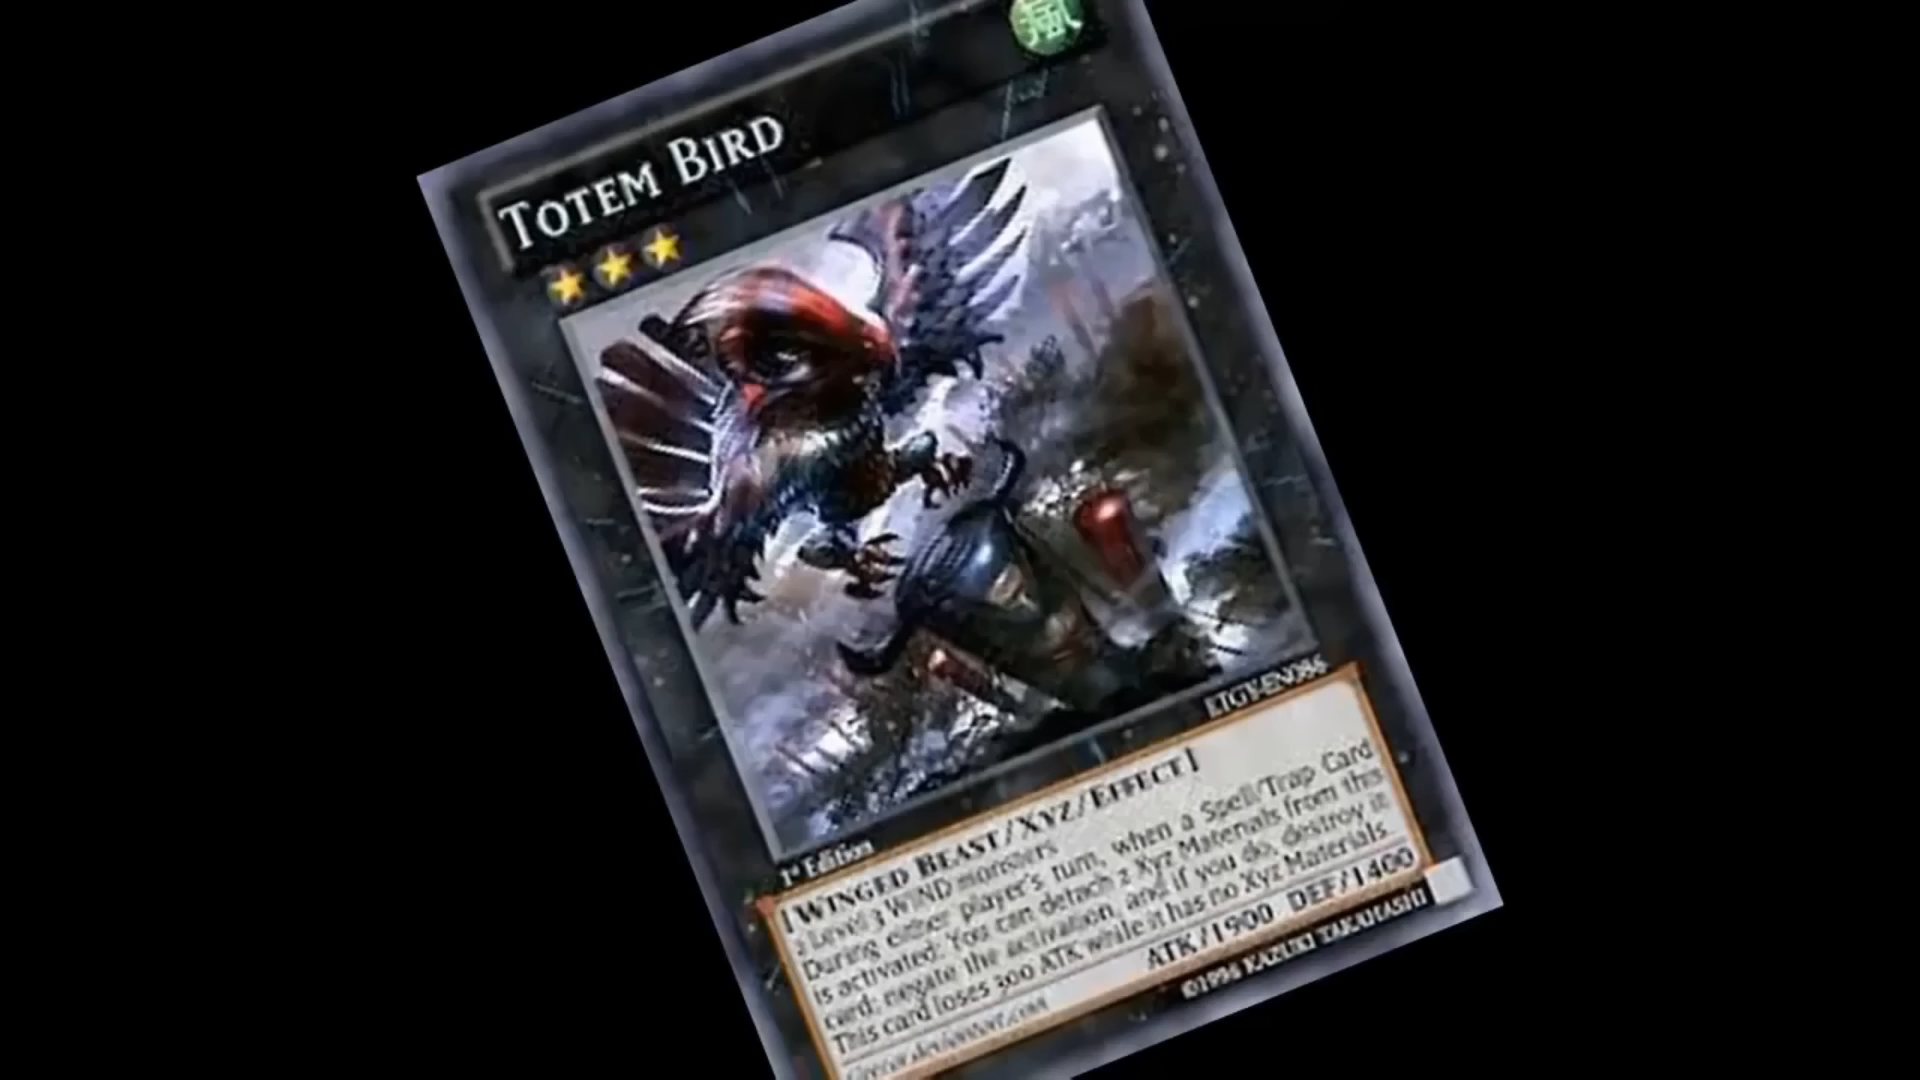 TOTEM BIRD
風
LTGY-EN086
1st Edition
[WINGED BEAST/XYZ/EFFECT]
2 Level 3 WIND monsters
During either player's turn, when a Spell/Trap Card
is activated: You can detach 2 Xyz Materials from this
card; negate the activation, and if you do, destroy it.
This card loses 300 ATK while it has no Xyz Materials.
ATK/1900 DEF/1400
©1996 KAZUKI TAKAHASHI